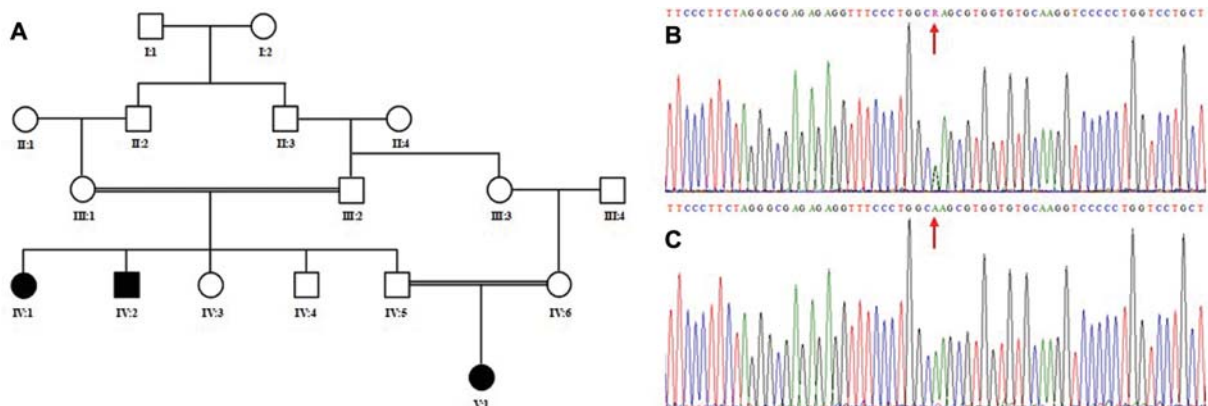 A
I:1
I:2
II:1
II:2
II:3
II:4
III:1
III:2
III:3
III:4
IV:1
IV:2
IV:3
IV:4
IV:5
IV:6
V:1
TTCCCTTCTAGGGCGAGAGAGGTTTCCCTGGCRAGCGTGGTGTGCAAGGTCCCCCTGGTCCTGCT
B
TTCCCTTCTAGGGCGAGAGAGGTTTCCCTGGCAAGCGTGGTGTGCAAGGTCCCCCTGGTCCTGCT
C